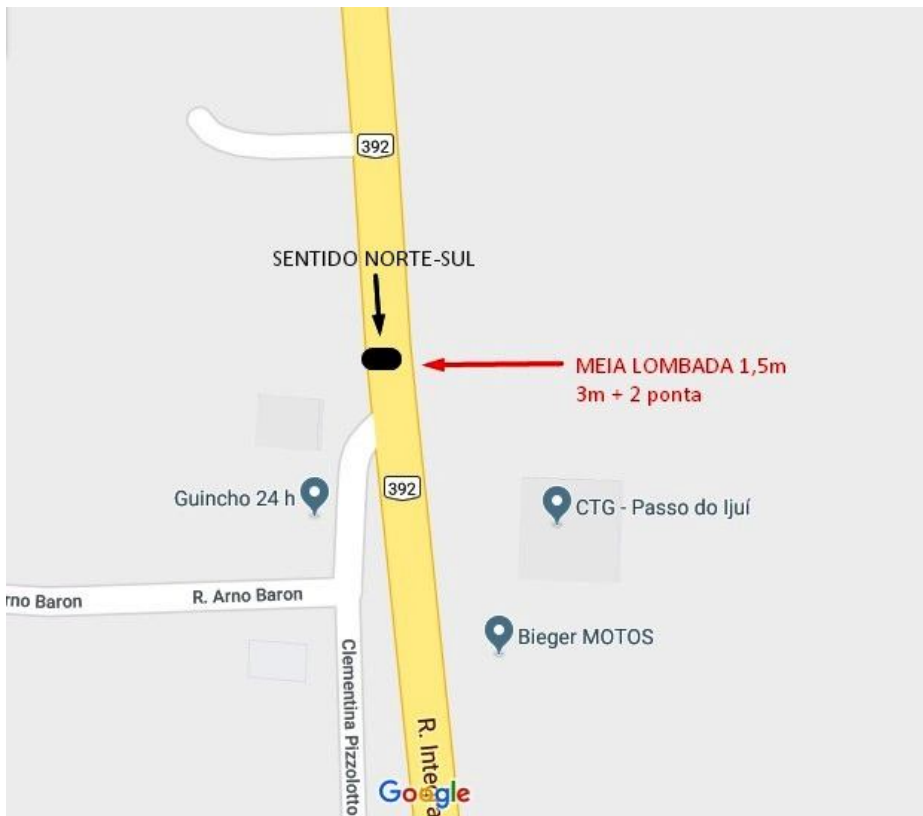 392
SENTIDO NORTE-SUL
MEIA LOMBADA 1,5m
3m + 2 ponta
Guincho 24 h
392
CTG - Passo do Ijuí
rno Baron
R. Arno Baron
Bieger MOTOS
Clementina Pizzolotto
R. Inte
Google